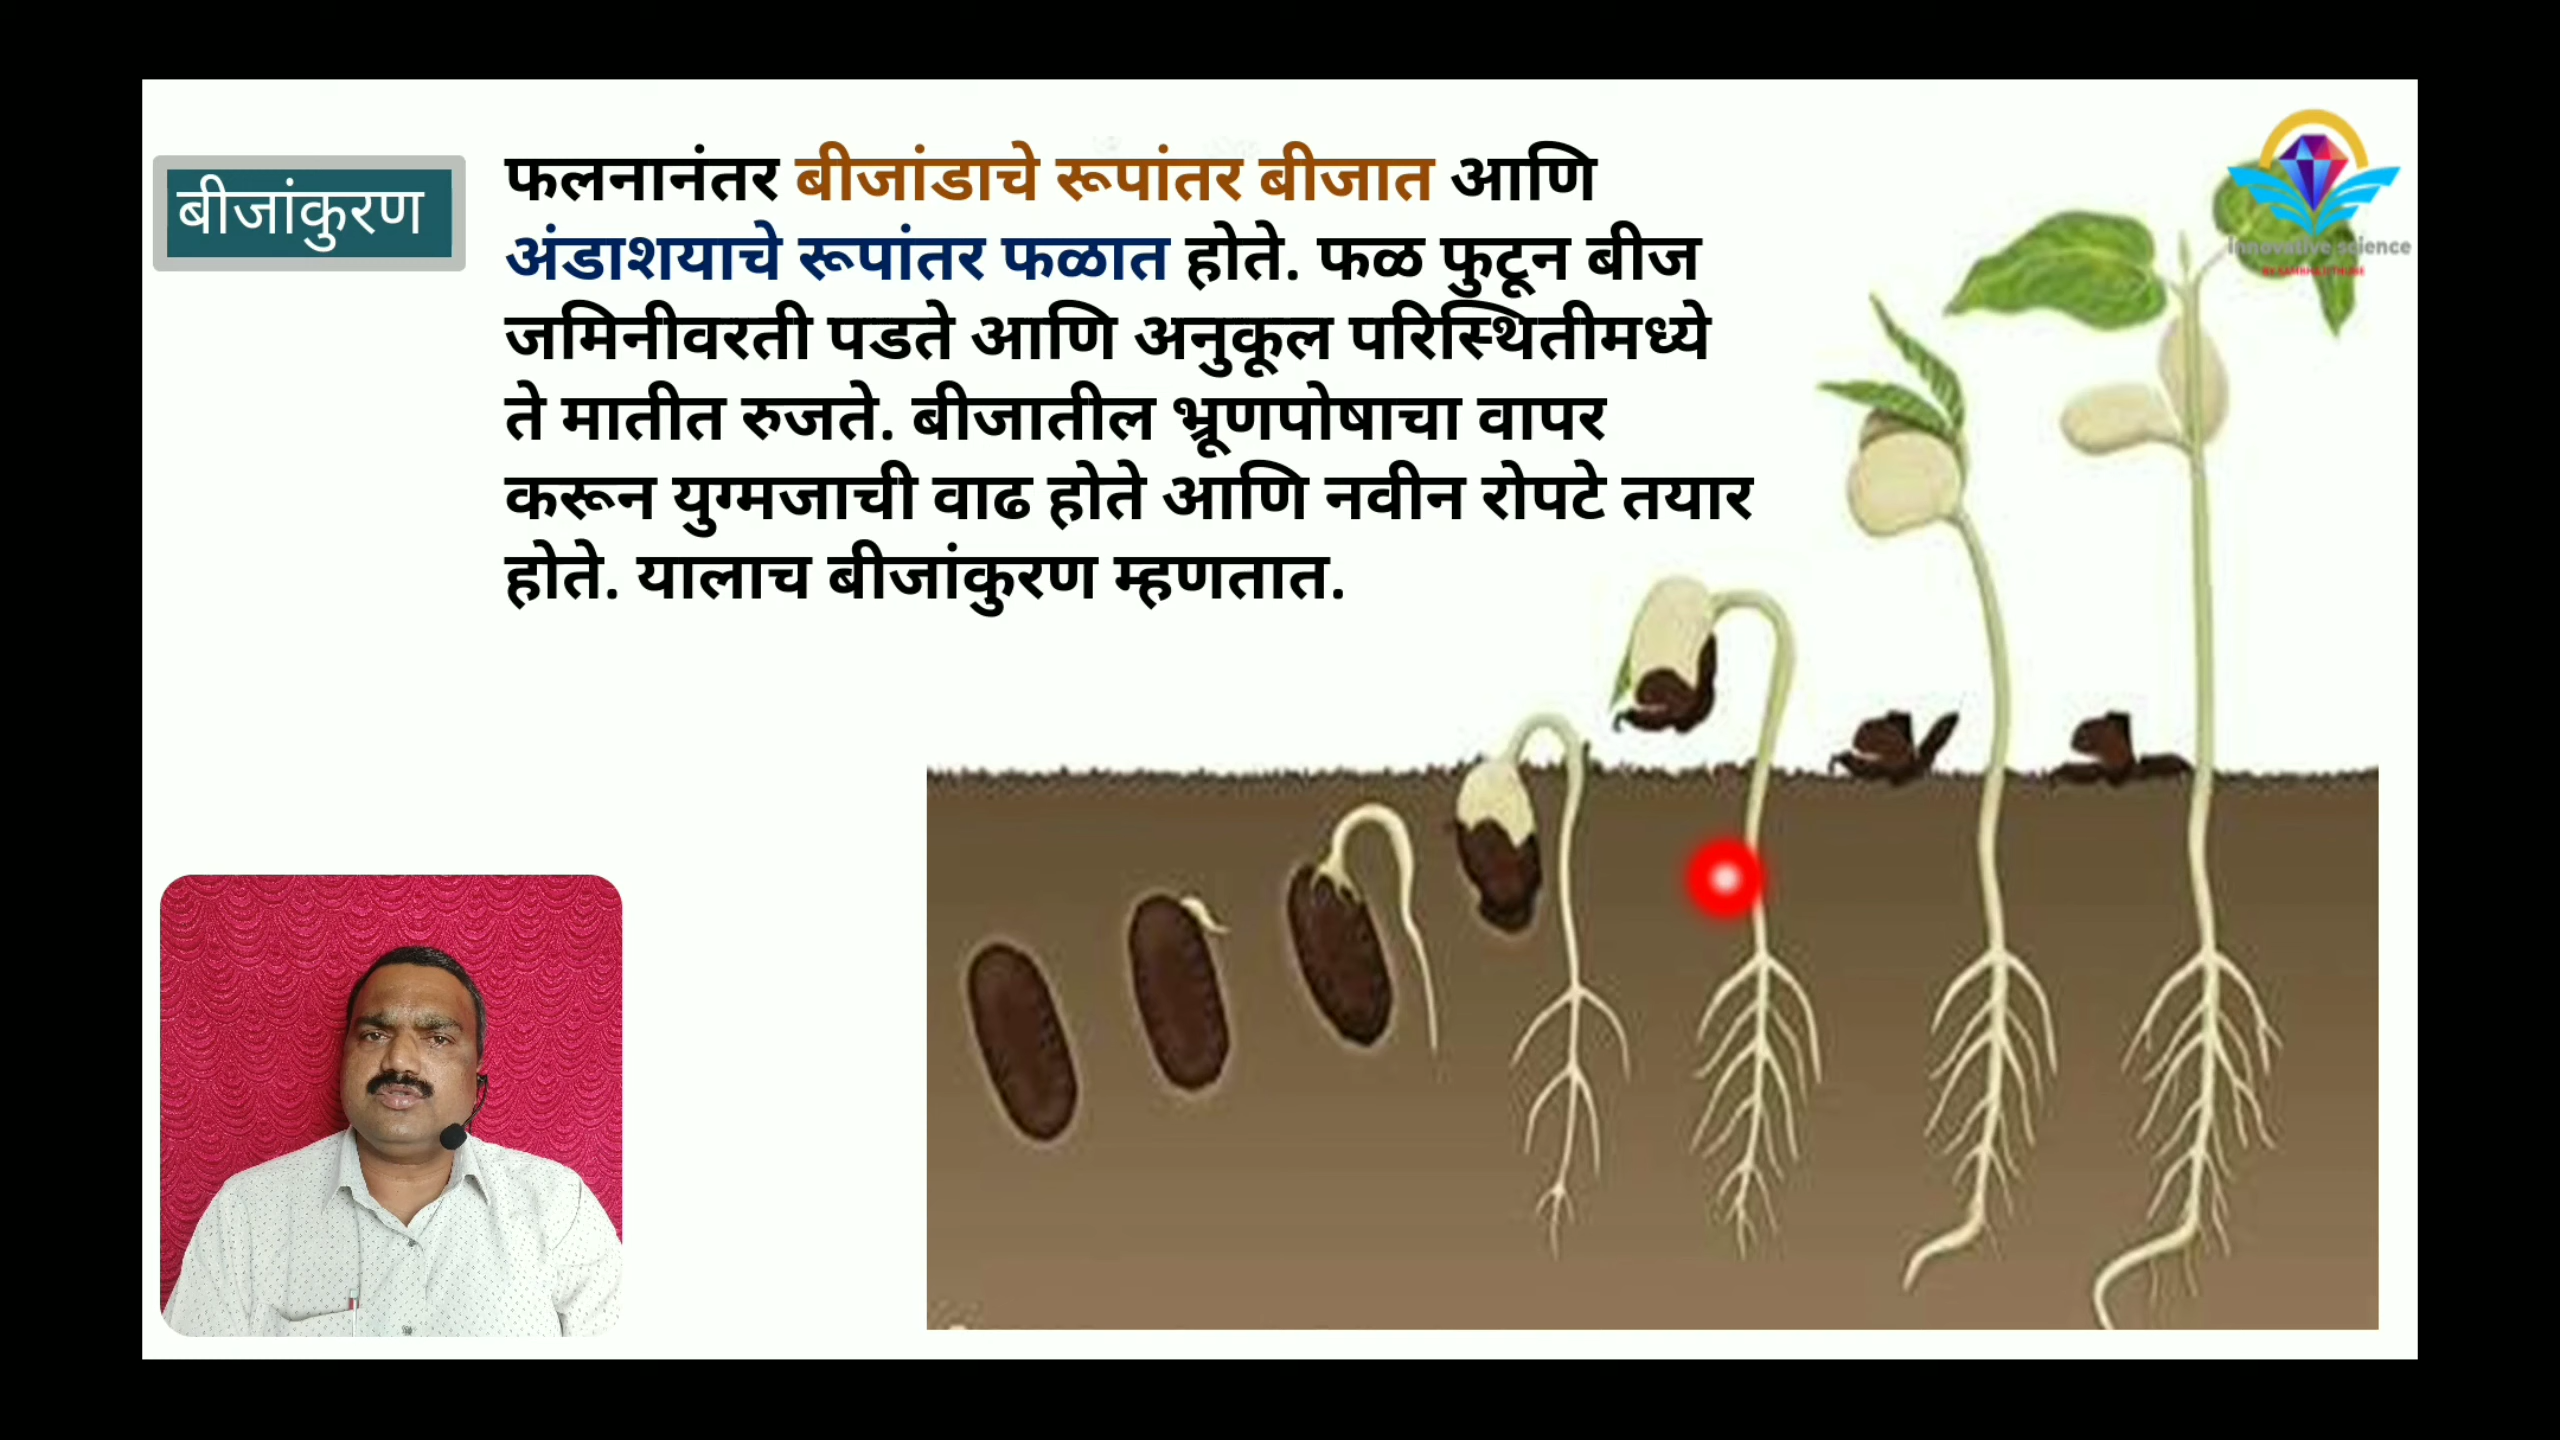 बीजांकुरण
फलनानंतर बीजांडाचे रूपांतर बीजात आणि
अंडाशयाचे रूपांतर फळात होते. फळ फुटून बीज
जमिनीवरती पडते आणि अनुकूल परिस्थितीमध्ये
ते मातीत रुजते. बीजातील भ्रूणपोषाचा वापर
करून युग्मजाची वाढ होते आणि नवीन रोपटे तयार
होते. यालाच बीजांकुरण म्हणतात.
innovative science